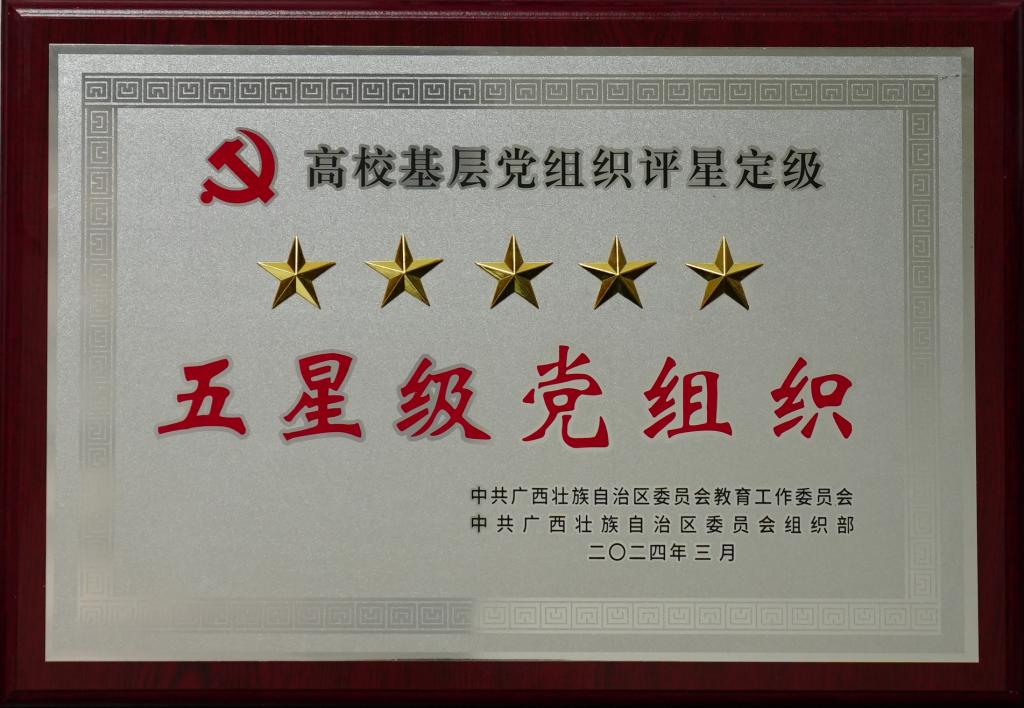 高校基层党组织评星定级
五星级党组织
中共广西壮族自治区委员会教育工作委员会
中共广西壮族自治区委员会组织部
二〇二四年三月